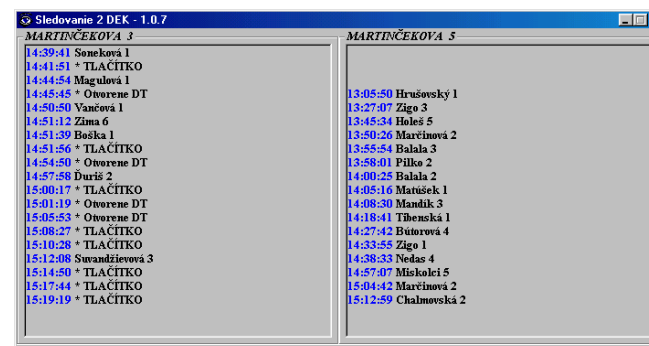 Sledovanie 2 DEK - 1.0.7
MARTINČEKOVA 3
14:39:41 Soneková 1
14:41:51 * TLAČÍTKO
14:44:54 Magulová 1
14:45:45 * Otvorene DT
14:50:50 Vančová 1
14:51:12 Zima 6
14:51:39 Boška 1
14:51:56 * TLAČÍTKO
14:54:50 * Otvorene DT
14:57:58 Ďuriš 2
15:00:17 * TLAČÍTKO
15:01:19 * Otvorene DT
15:05:53 * Otvorene DT
15:08:27 * TLAČÍTKO
15:10:28 * TLAČÍTKO
15:12:08 Suvandžievová 3
15:14:50 * TLAČÍTKO
15:17:44 * TLAČÍTKO
15:19:19 * TLAČÍTKO
MARTINČEKOVA 5
13:05:50 Hrušovský 1
13:27:07 Zigo 3
13:45:34 Holeš 5
13:50:26 Marčinová 2
13:55:54 Balala 3
13:58:01 Pilko 2
14:00:25 Balala 2
14:05:16 Matúšek 1
14:08:30 Mandík 3
14:18:41 Tibenská 1
14:27:42 Bútorová 4
14:33:55 Zigo 1
14:38:33 Nedas 4
14:57:07 Miskolci 5
15:04:42 Marčinová 2
15:12:59 Chalmovská 2